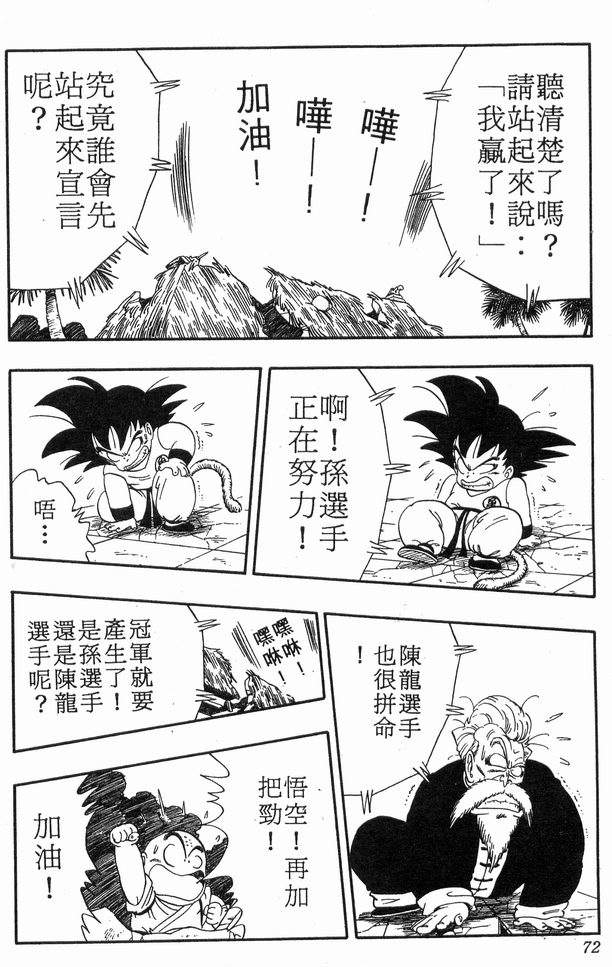 聽清楚了嗎?
請站起來說:
「我贏了!」
嘩—!
嘩—!
加油!
究竟誰會先
站起來宣言
呢?
啊!孫選手
正在努力!
唔…
陳龍選手
也很拼命
!
嘿咻!
嘿咻!
冠軍就要
產生了!
是孫選手
還是陳龍
選手呢?
悟空!再加
把勁!
加油!
72